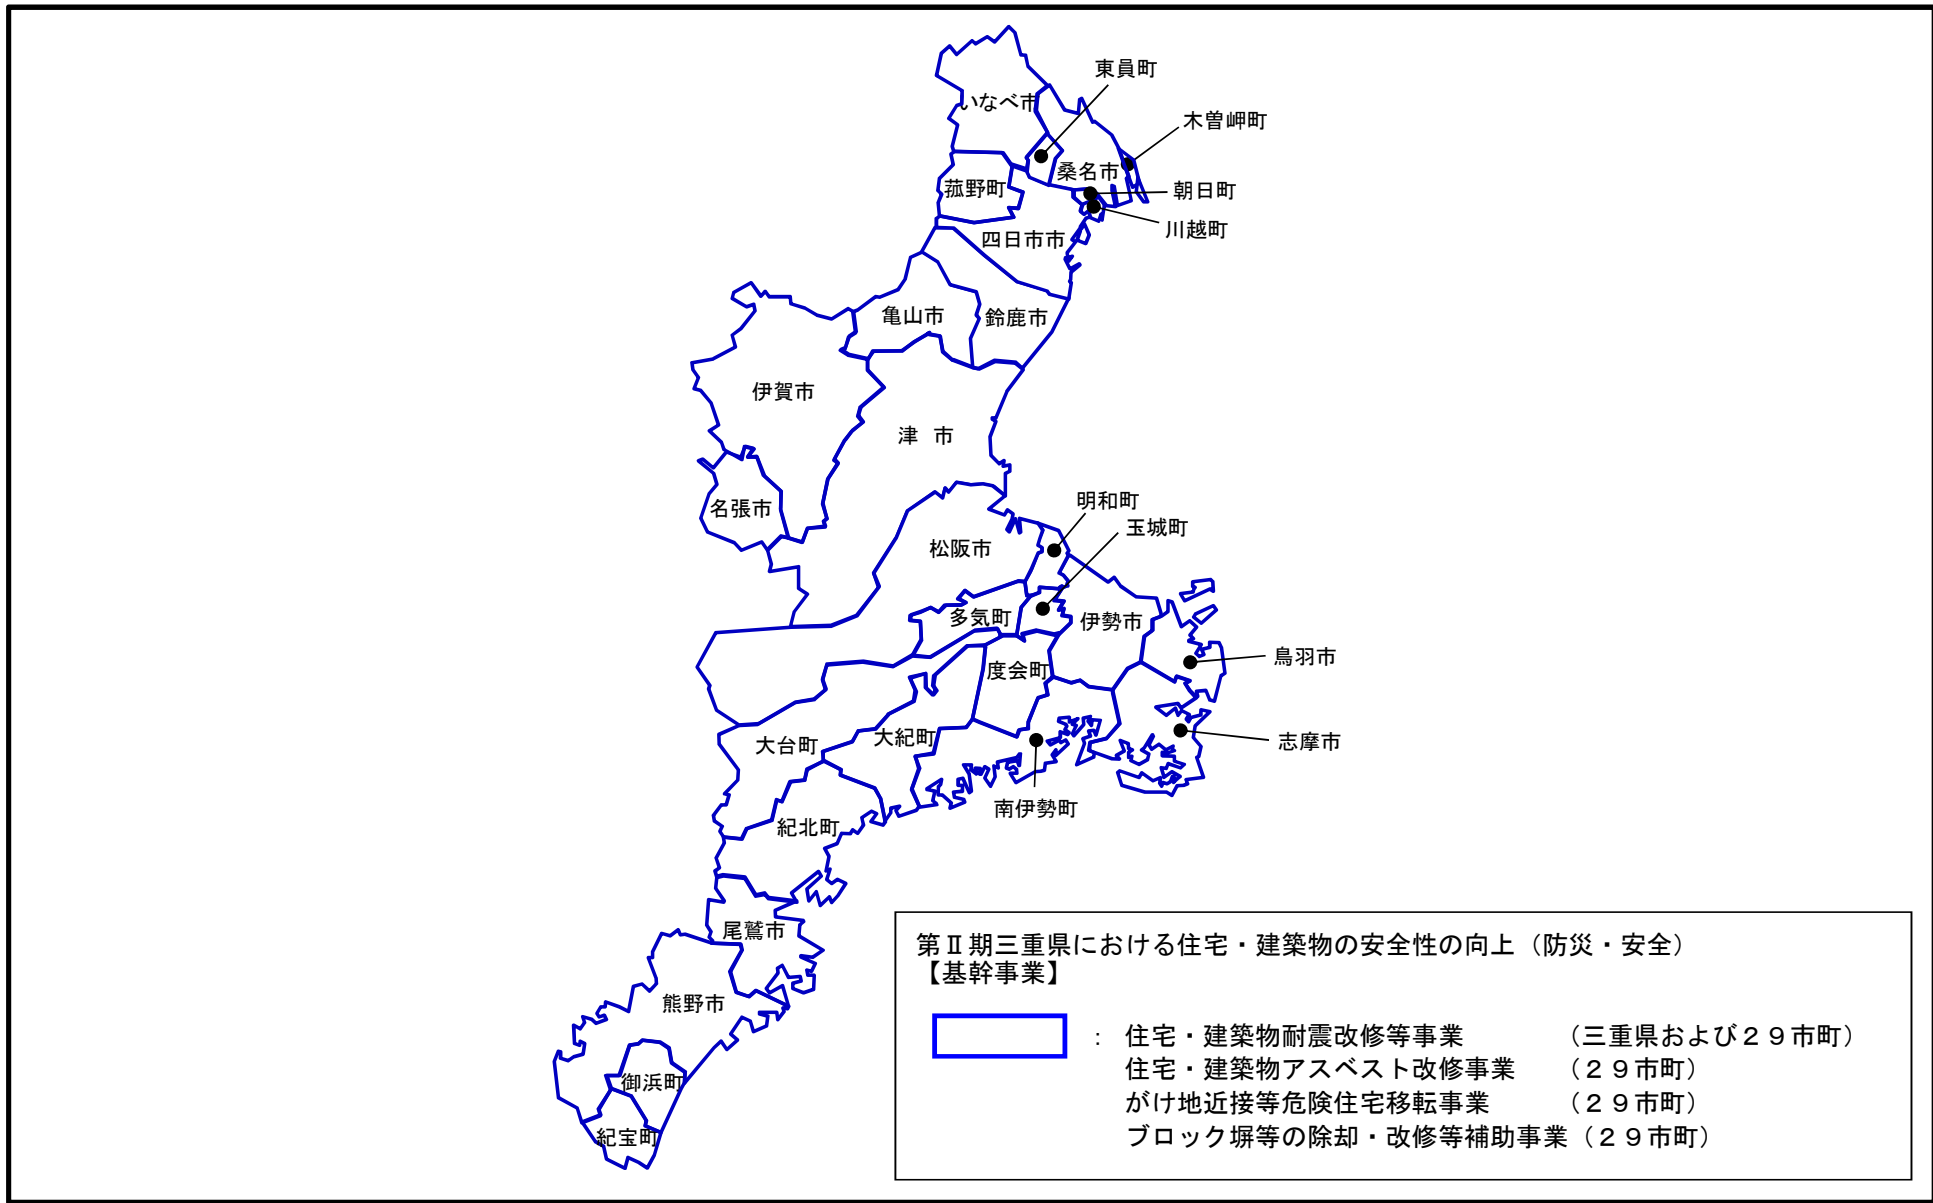 東員町
いなべ市
木曽岬町
桑名市
菰野町
朝日町
川越町
四日市市
亀山市
鈴鹿市
伊賀市
津 市
名張市
明和町
玉城町
松阪市
多気町
伊勢市
鳥羽市
度会町
志摩市
大台町
大紀町
南伊勢町
紀北町
尾鷲市
熊野市
御浜町
紀宝町
第Ⅱ期三重県における住宅・建築物の安全性の向上（防災・安全）
【基幹事業】
： 住宅・建築物耐震改修等事業 （三重県および２９市町）
住宅・建築物アスベスト改修事業 （２９市町）
がけ地近接等危険住宅移転事業 （２９市町）
ブロック塀等の除却・改修等補助事業（２９市町）